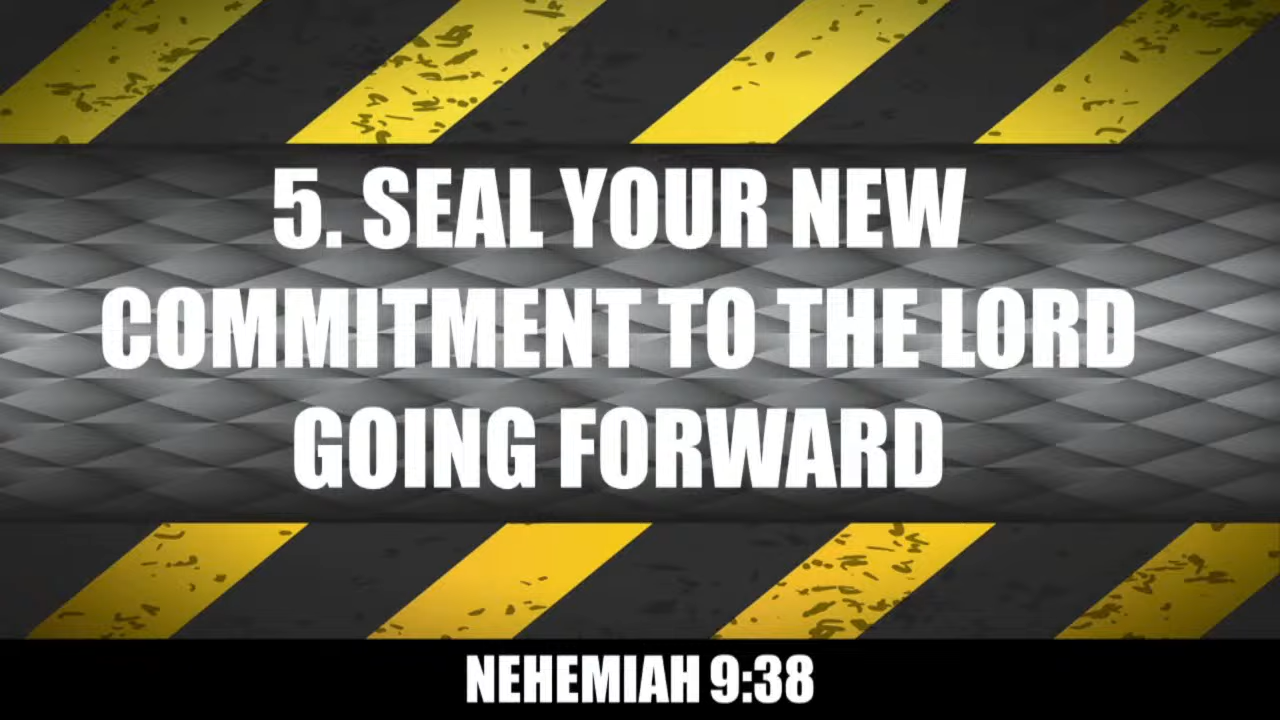 5. SEAL YOUR NEW
COMMITMENT TO THE LORD
GOING FORWARD
NEHEMIAH 9:38